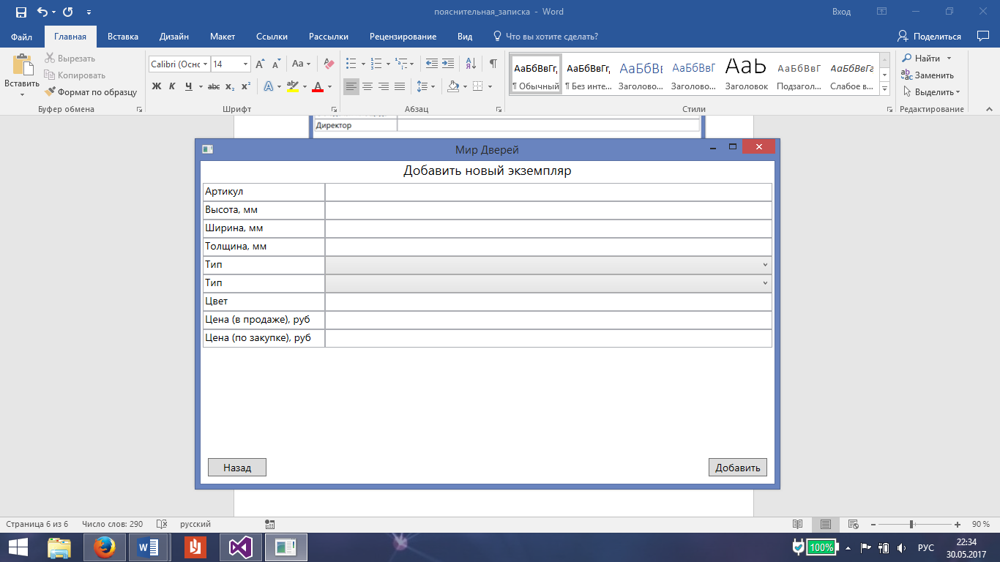 пояснительная_записка - Word
Вход
Файл Главная Вставка Дизайн Макет Ссылки Рассылки Рецензирование Вид Что вы хотите сделать? Поделиться
Вставить
Вырезать
Копировать
Формат по образцу
Буфер обмена
Calibri (Оснс 14 Аа
Ж К Ч abc x₂ x² А ab А
Шрифт
Абзац
АаБбВвГг, АаБбВвГг, АаБбВв АаБбВвГ АаЬ АаБбВвГ АаБбВвГг
¶ Обычный ¶ Без инте... Заголово... Заголово... Заголовок Подзагол... Слабое в...
Стили
Найти
Заменить
Выделить
Редактирование
Директор
Мир Дверей
Добавить новый экземпляр
Артикул
Высота, мм
Ширина, мм
Толщина, мм
Тип
Тип
Цвет
Цена (в продаже), руб
Цена (по закупке), руб
Назад Добавить
Страница 6 из 6 Число слов: 290 русский 90 %
100% РУС 22:34
30.05.2017